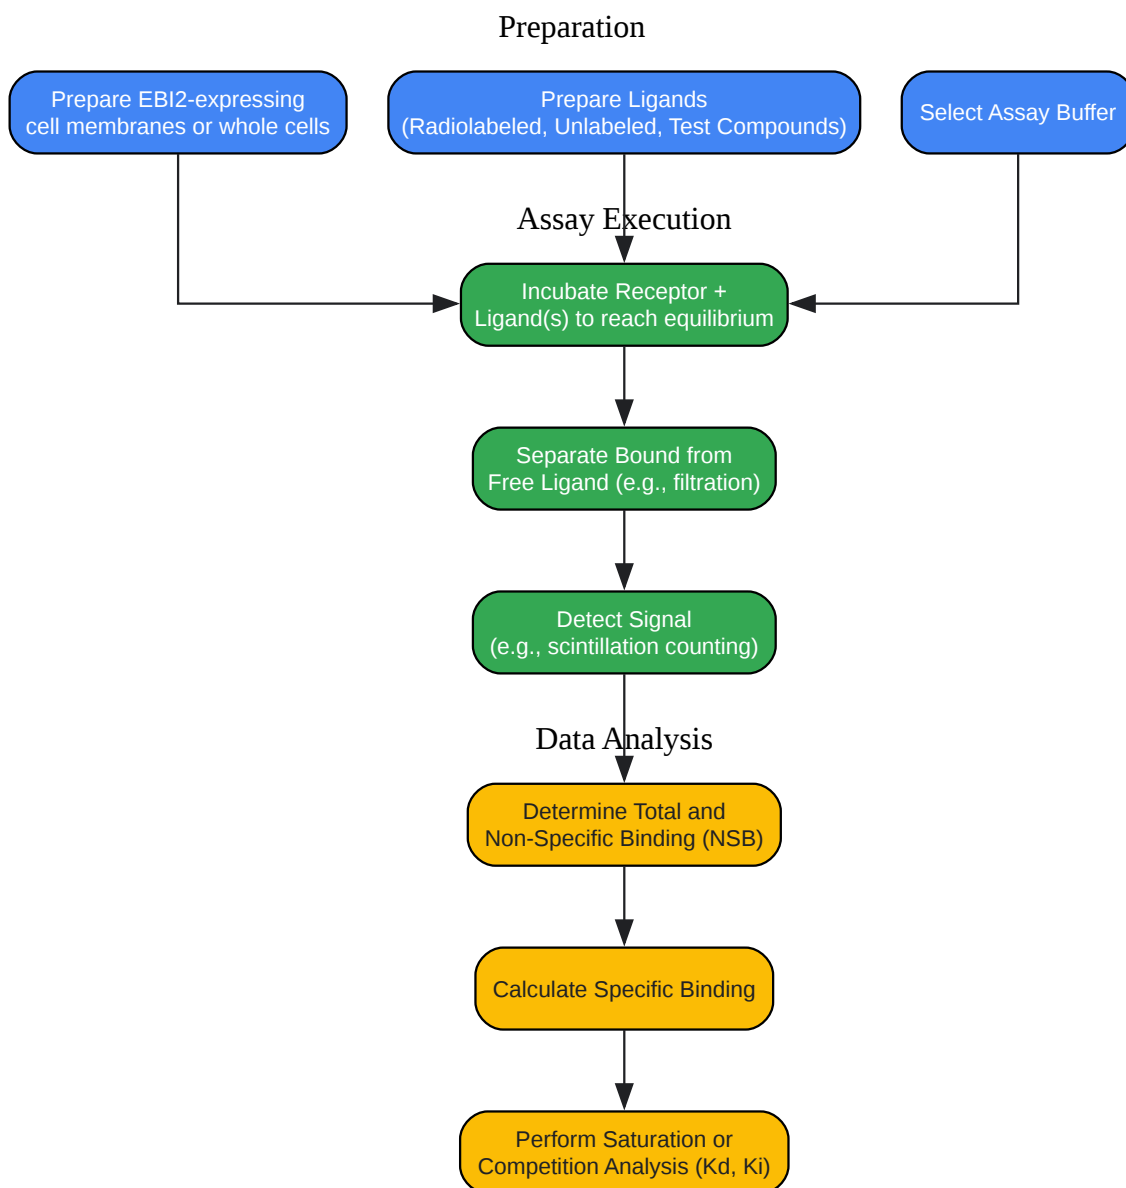 Preparation
Prepare EBI2-expressing
cell membranes or whole cells
Prepare Ligands
(Radiolabeled, Unlabeled, Test Compounds)
Select Assay Buffer
Assay Execution
Incubate Receptor +
Ligand(s) to reach equilibrium
Separate Bound from
Free Ligand (e.g., filtration)
Detect Signal
(e.g., scintillation counting)
Data Analysis
Determine Total and
Non-Specific Binding (NSB)
Calculate Specific Binding
Perform Saturation or
Competition Analysis (Kd, Ki)